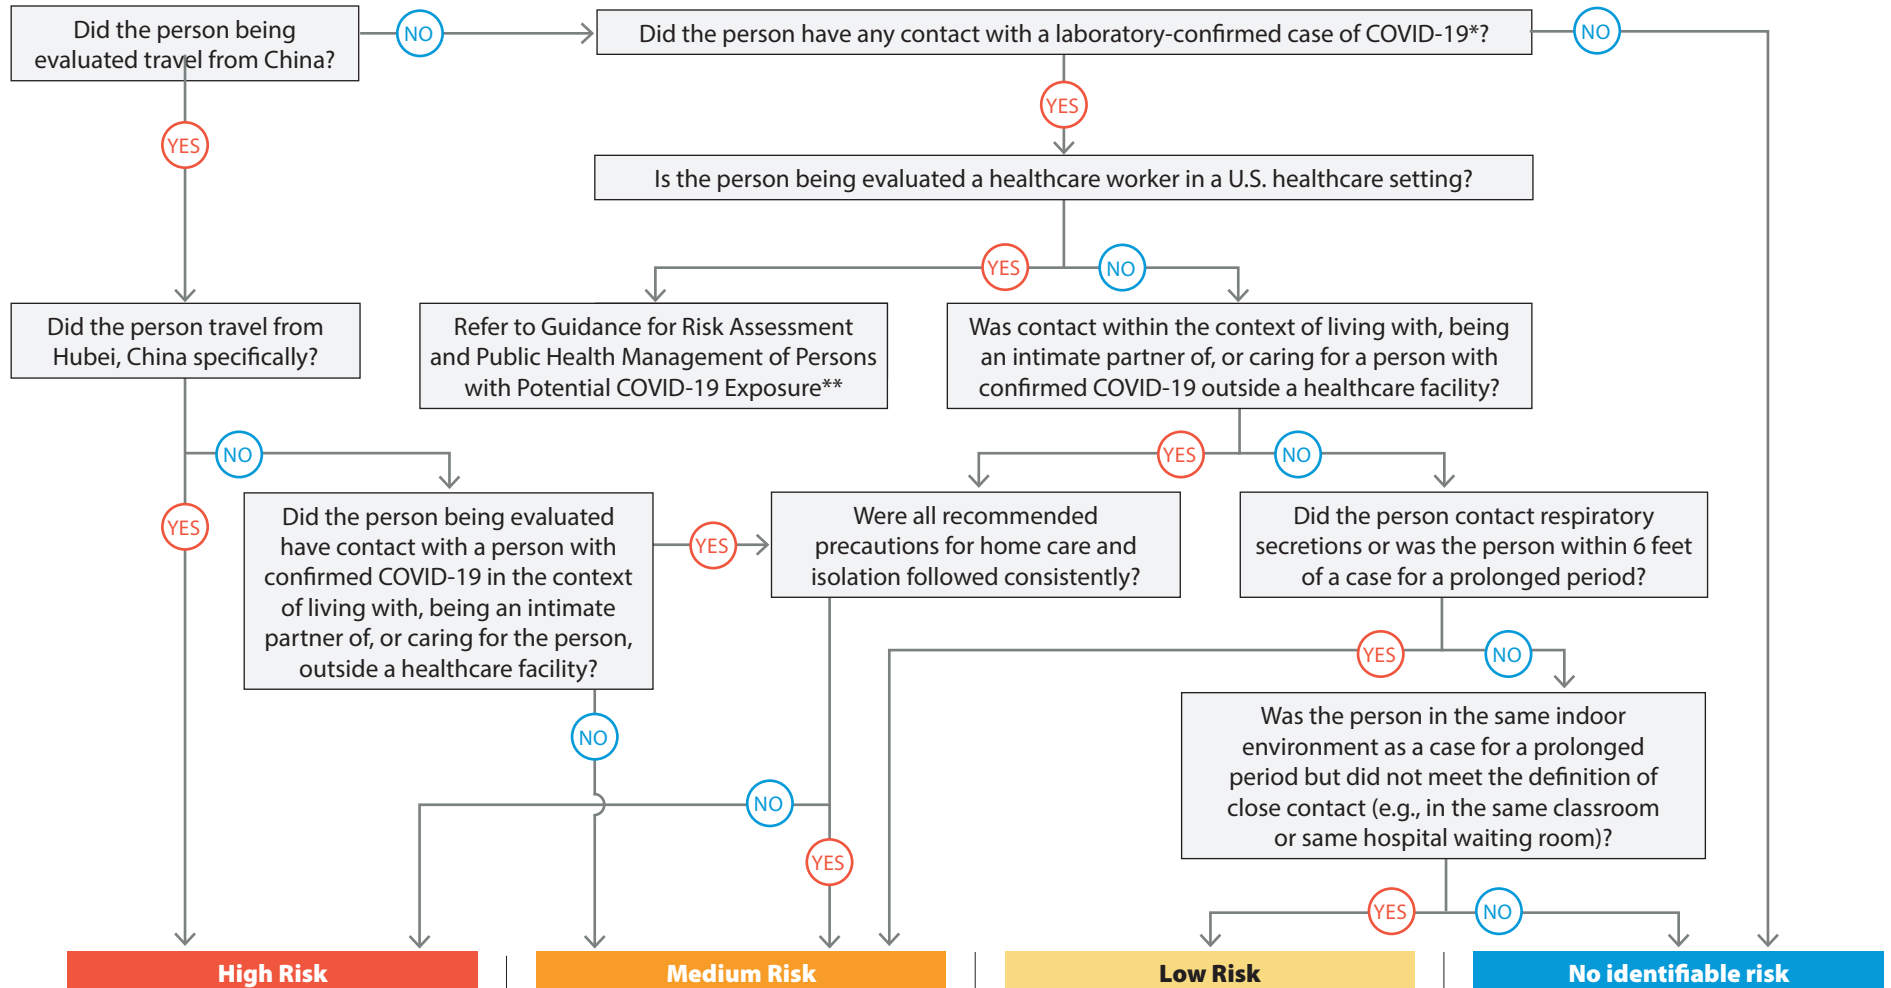 Did the person being
evaluated travel from China?
NO
Did the person have any contact with a laboratory-confirmed case of COVID-19*?
NO
YES
YES
Is the person being evaluated a healthcare worker in a U.S. healthcare setting?
YES
NO
Did the person travel from
Hubei, China specifically?
Refer to Guidance for Risk Assessment
and Public Health Management of Persons
with Potential COVID-19 Exposure**
Was contact within the context of living with, being
an intimate partner of, or caring for a person with
confirmed COVID-19 outside a healthcare facility?
NO
YES
YES
NO
Did the person being evaluated
have contact with a person with
confirmed COVID-19 in the context
of living with, being an intimate
partner of, or caring for the person,
outside a healthcare facility?
YES
Were all recommended
precautions for home care and
isolation followed consistently?
Did the person contact respiratory
secretions or was the person within 6 feet
of a case for a prolonged period?
YES
NO
NO
NO
YES
Was the person in the same indoor
environment as a case for a prolonged
period but did not meet the definition of
close contact (e.g., in the same classroom
or same hospital waiting room)?
YES
NO
High Risk
Medium Risk
Low Risk
No identifiable risk